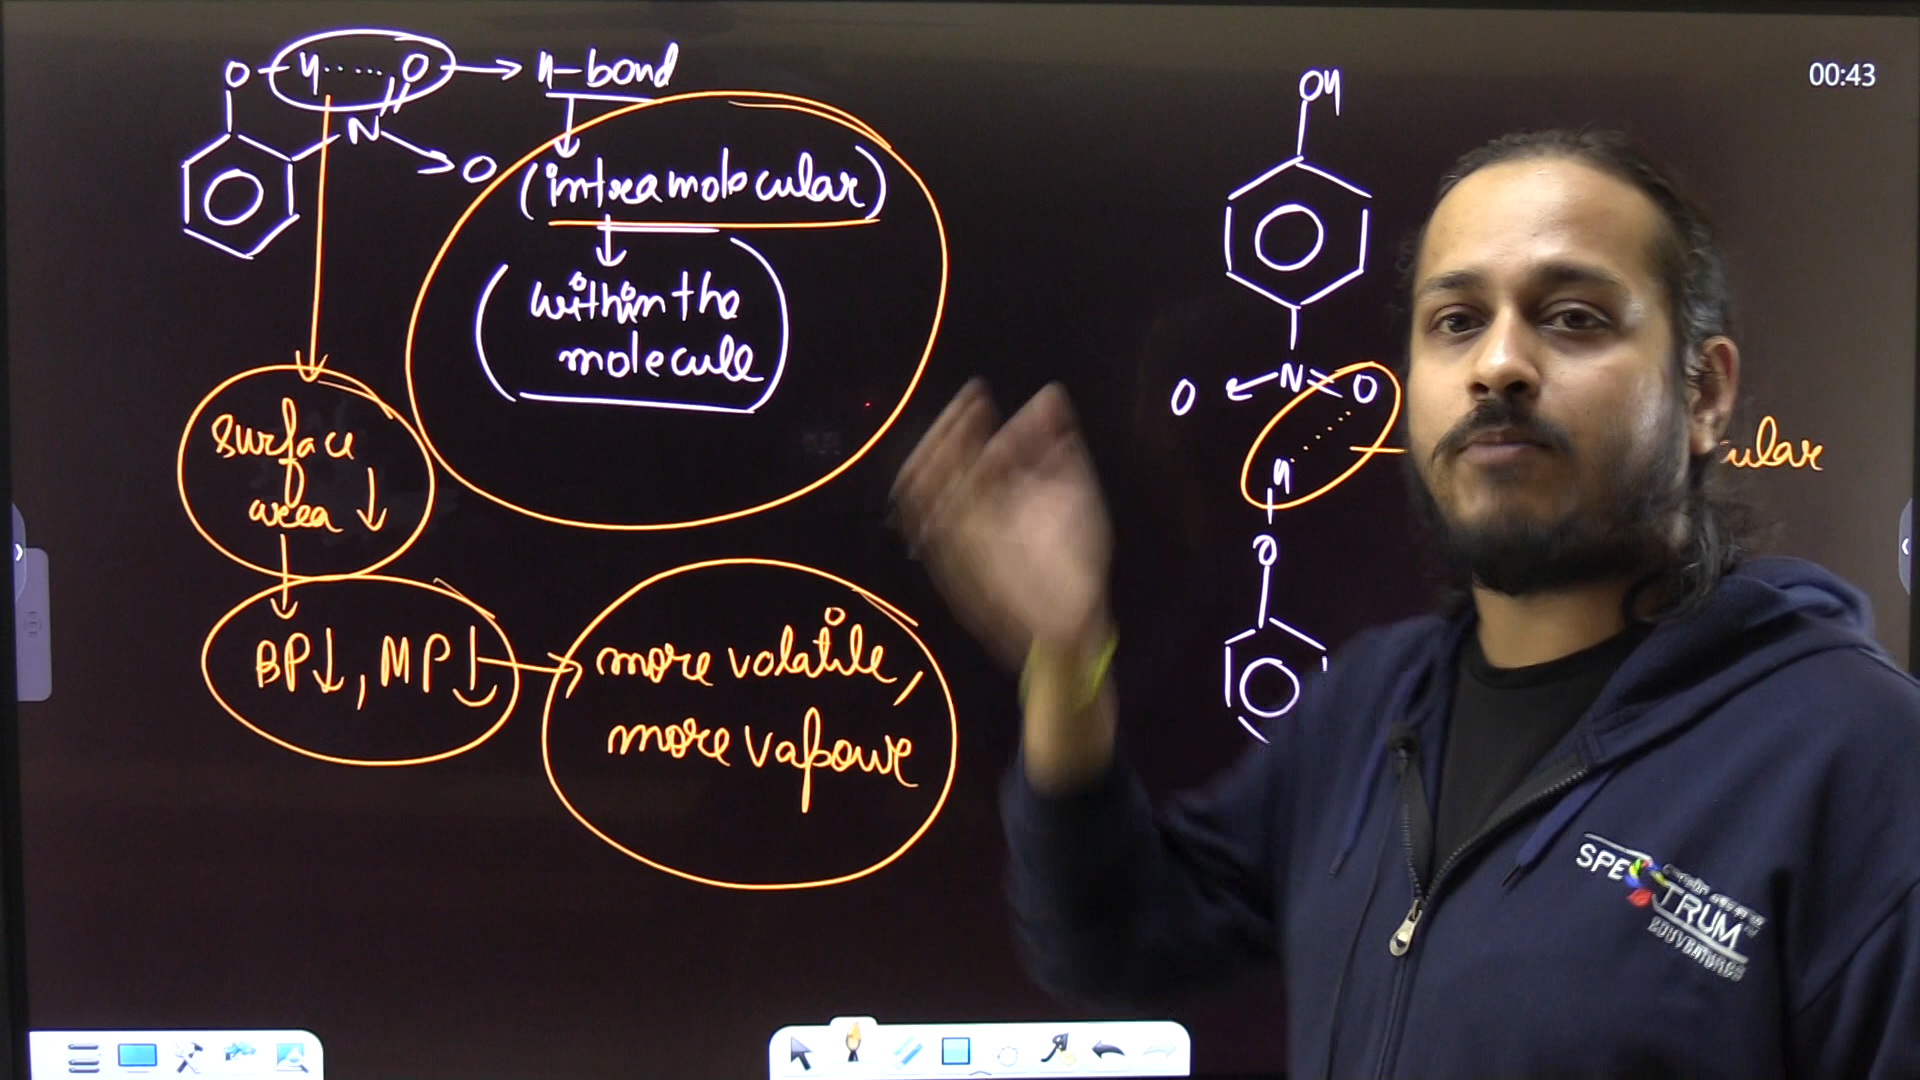 O – H ..... O → H-bond
N
O
(intramolecular)
(within the
molecule)
surface
area ↓
BP↓, MP↓ → more volatile,
more vapour
OH
O ← N = O
H
O
ular
00:43
SPECTRUM